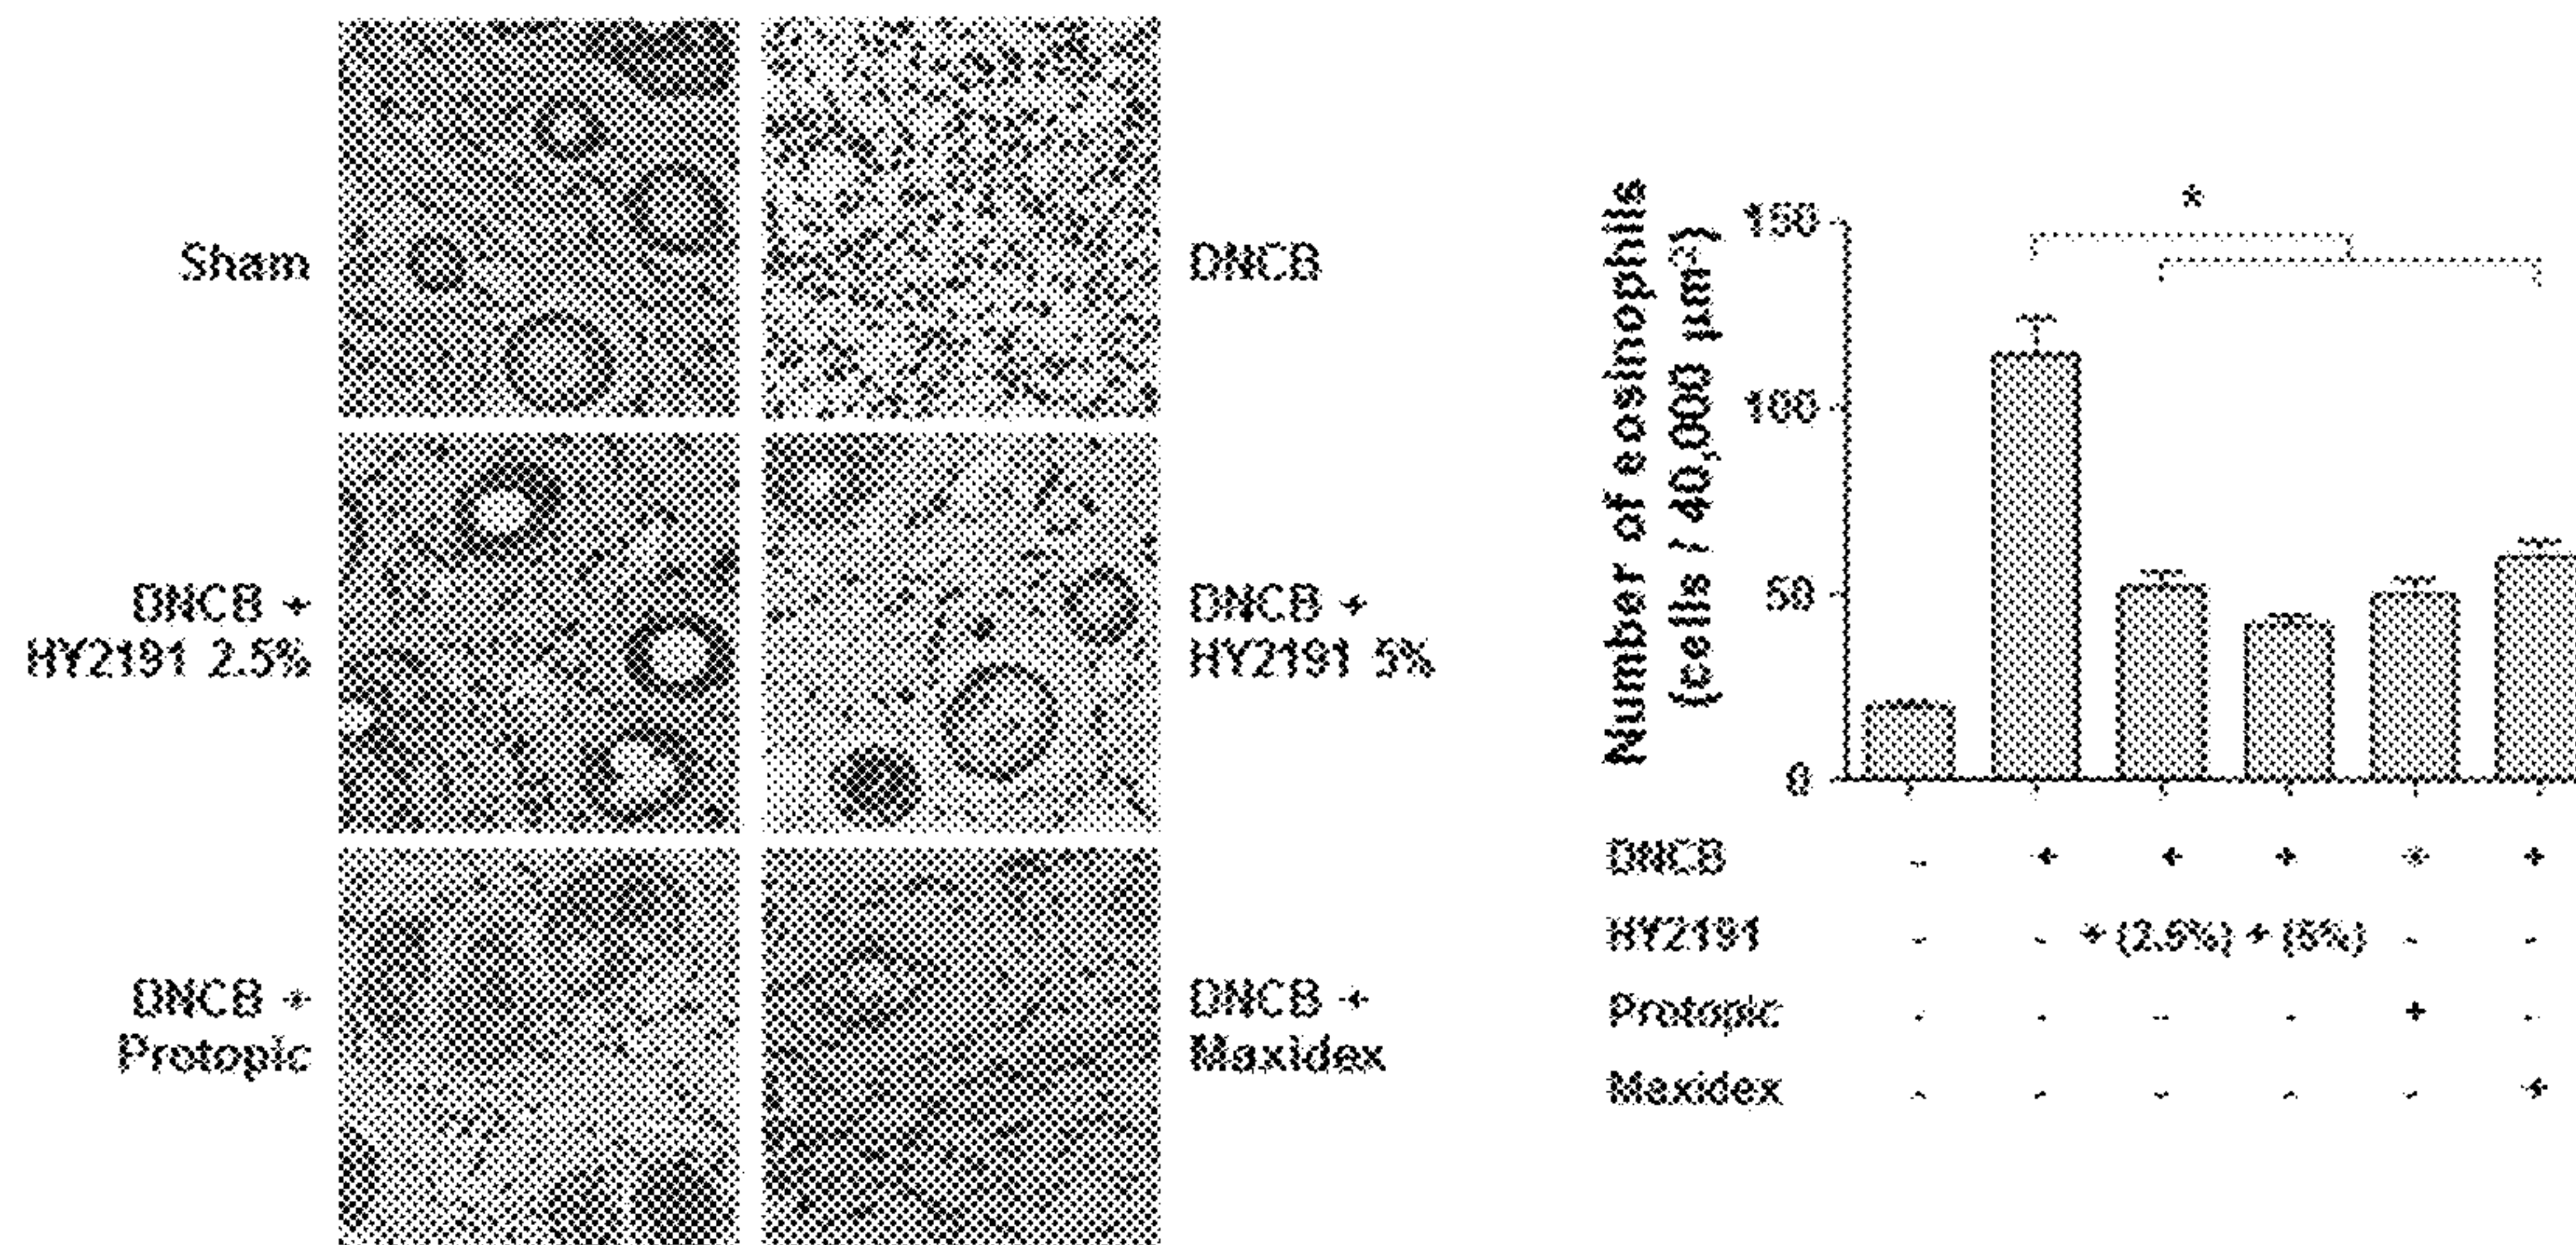 Sham
DNCB
DNCB +
HY2191 2.5%
DNCB +
HY2191 5%
DNCB +
Protopic
DNCB +
Maxidex
Number of eosinophils
(cells / 40,000 μm²)
*
150
100
50
0
DNCB - + + + + +
HY2191 - - + (2.5%) + (5%) - -
Protopic - - - - + -
Maxidex - - - - - +